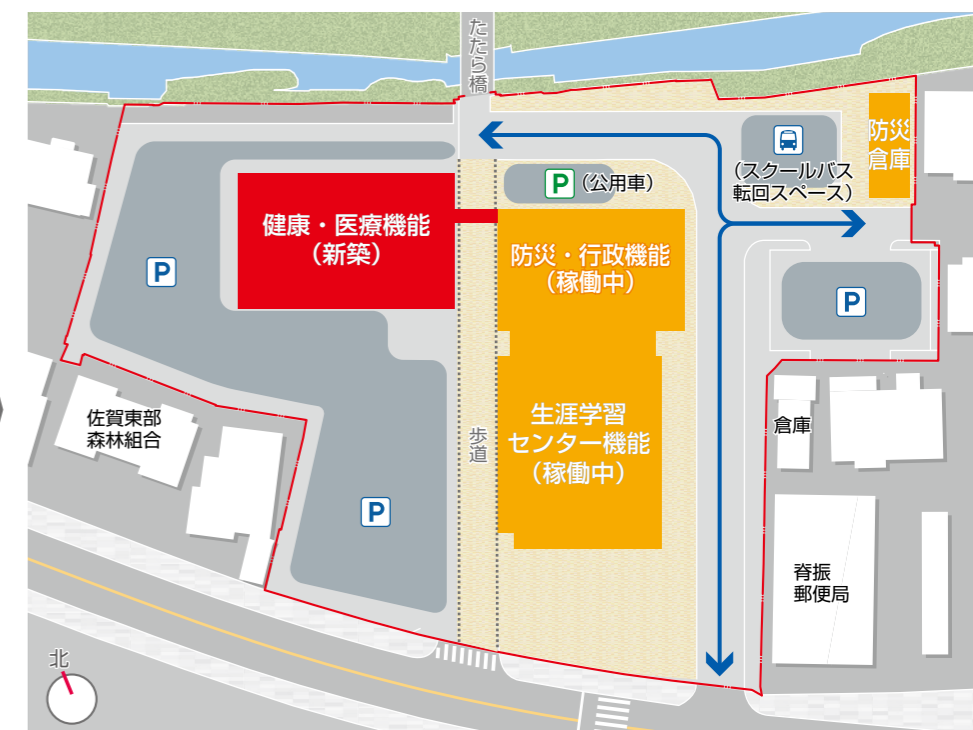 たたら橋
防災
倉庫
(スクールバス
転回スペース)
P(公用車)
健康・医療機能
(新築)
防災・行政機能
(稼働中)
P
P
生涯学習
センター機能
(稼働中)
歩道
佐賀東部
森林組合
倉庫
P
脊振
郵便局
北